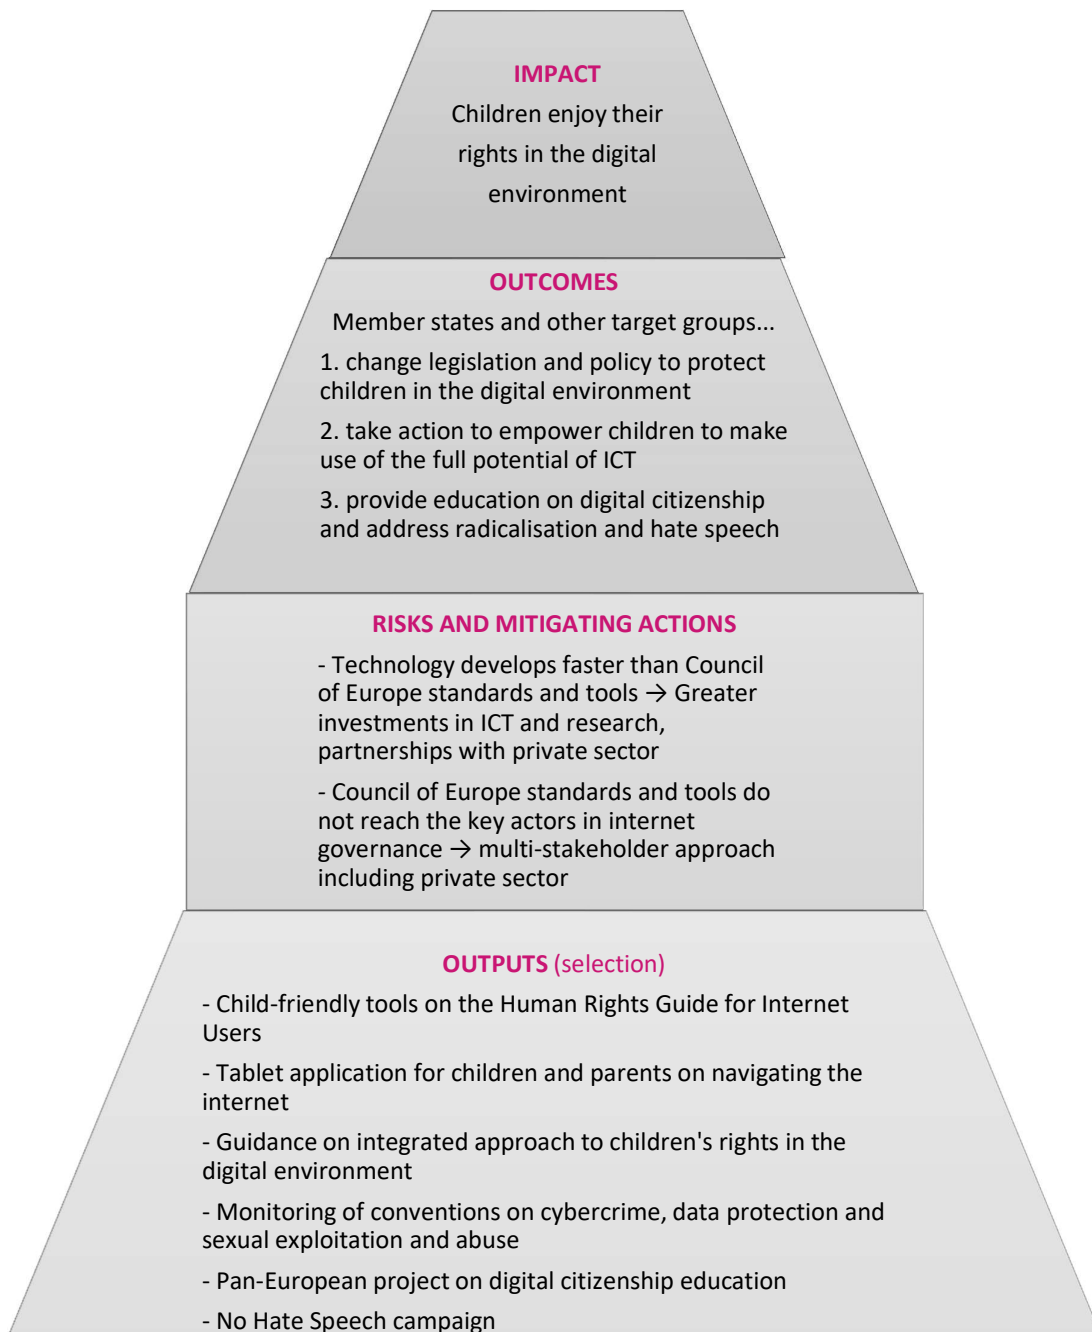 IMPACT
Children enjoy their
rights in the digital
environment
OUTCOMES
Member states and other target groups...
1. change legislation and policy to protect
children in the digital environment
2. take action to empower children to make
use of the full potential of ICT
3. provide education on digital citizenship
and address radicalisation and hate speech
RISKS AND MITIGATING ACTIONS
- Technology develops faster than Council
of Europe standards and tools → Greater
investments in ICT and research,
partnerships with private sector
- Council of Europe standards and tools do
not reach the key actors in internet
governance → multi-stakeholder approach
including private sector
OUTPUTS (selection)
- Child-friendly tools on the Human Rights Guide for Internet
Users
- Tablet application for children and parents on navigating the
internet
- Guidance on integrated approach to children's rights in the
digital environment
- Monitoring of conventions on cybercrime, data protection and
sexual exploitation and abuse
- Pan-European project on digital citizenship education
- No Hate Speech campaign